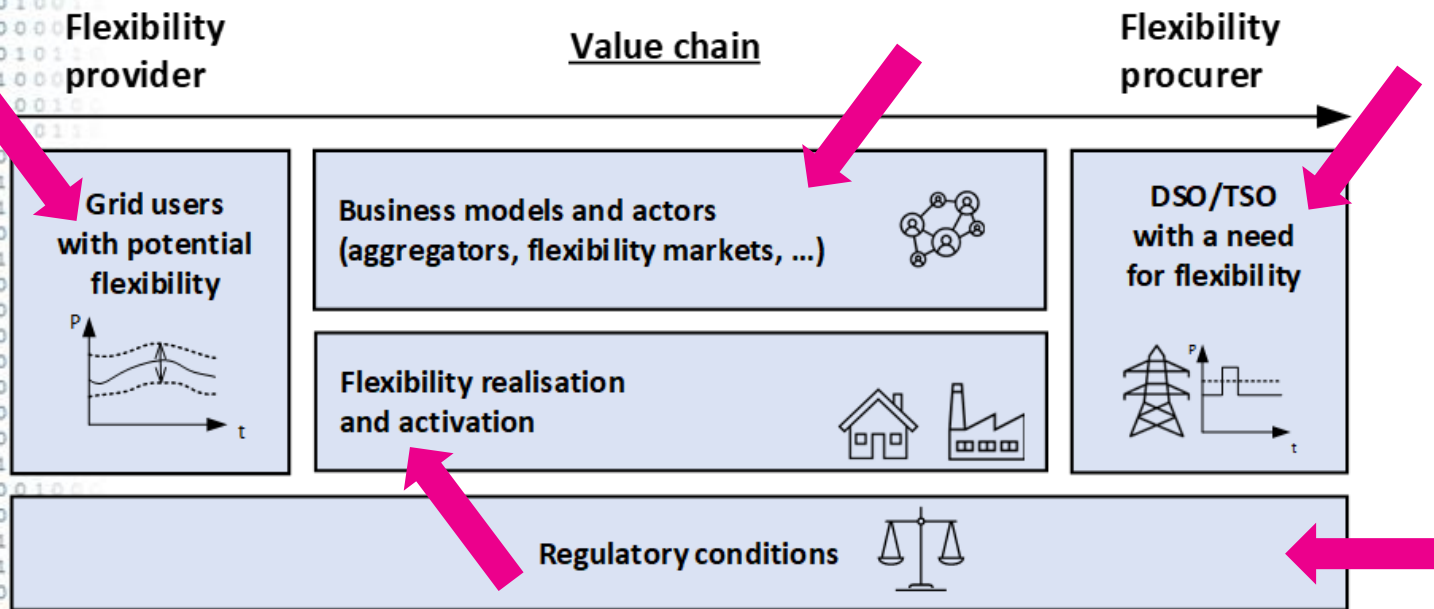 Flexibility
provider
Value chain
Flexibility
procurer
Grid users
with potential
flexibility
P
t
Business models and actors
(aggregators, flexibility markets, ...)
Flexibility realisation
and activation
DSO/TSO
with a need
for flexibility
P
t
Regulatory conditions